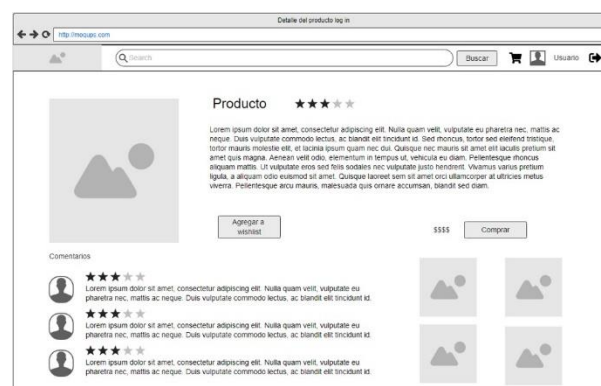 Detalle del producto log in
http://moqups.com
Search
Buscar
Usuario
Producto
Lorem ipsum dolor sit amet, consectetur adipiscing elit. Nulla quam velit, vulputate eu pharetra nec, mattis ac
neque. Duis vulputate commodo lectus, ac blandit elit tincidunt id. Sed rhoncus, tortor sed eleifend tristique,
tortor mauris molestie elit, et lacinia ipsum quam nec dui. Quisque nec mauris sit amet elit iaculis pretium sit
amet quis magna. Aenean velit odio, elementum in tempus ut, vehicula eu diam. Pellentesque rhoncus
aliquam mattis. Ut vulputate eros sed felis sodales nec vulputate justo hendrerit. Vivamus varius pretium
ligula, a aliquam odio euismod sit amet. Quisque laoreet sem sit amet orci ullamcorper at ultricies metus
viverra. Pellentesque arcu mauris, malesuada quis ornare accumsan, blandit sed diam.
Agregar a
wishlist
$$$$
Comprar
Comentarios
Lorem ipsum dolor sit amet, consectetur adipiscing elit. Nulla quam velit, vulputate eu
pharetra nec, mattis ac neque. Duis vulputate commodo lectus, ac blandit elit tincidunt id.
Lorem ipsum dolor sit amet, consectetur adipiscing elit. Nulla quam velit, vulputate eu
pharetra nec, mattis ac neque. Duis vulputate commodo lectus, ac blandit elit tincidunt id.
Lorem ipsum dolor sit amet, consectetur adipiscing elit. Nulla quam velit, vulputate eu
pharetra nec, mattis ac neque. Duis vulputate commodo lectus, ac blandit elit tincidunt id.